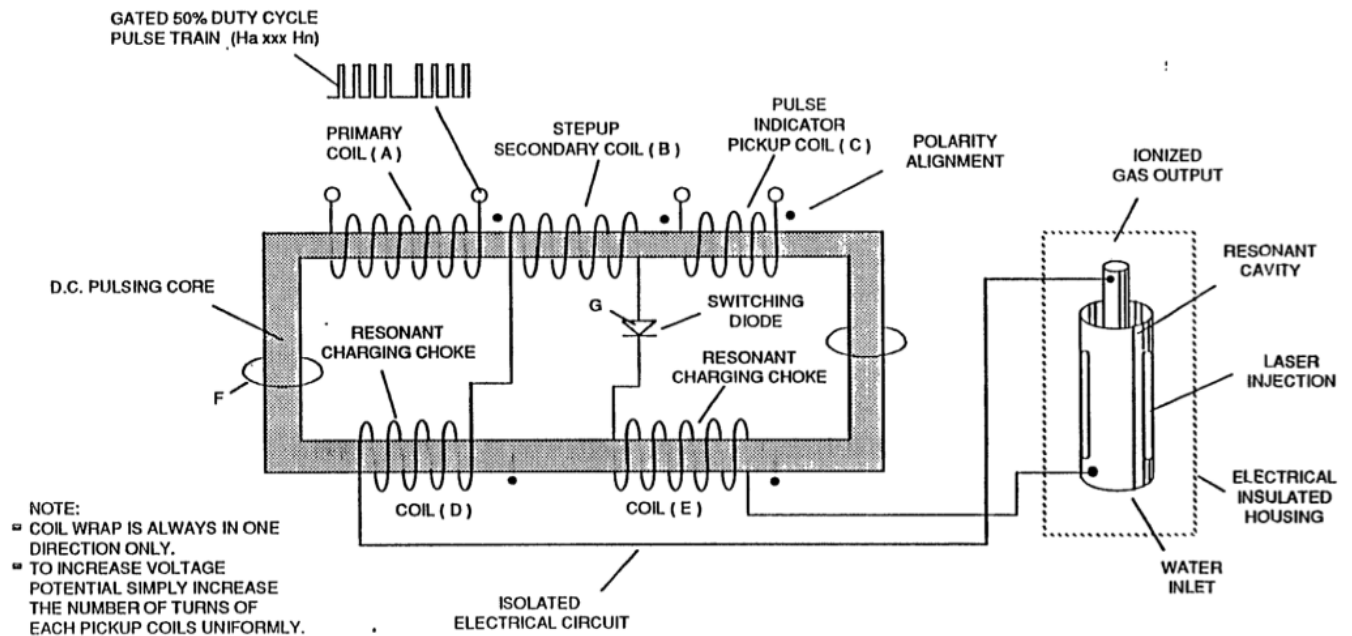 GATED 50% DUTY CYCLE
PULSE TRAIN (Ha xxx Hn)
PRIMARY
COIL ( A )
STEPUP
SECONDARY COIL ( B )
PULSE
INDICATOR
PICKUP COIL ( C )
POLARITY
ALIGNMENT
IONIZED
GAS OUTPUT
RESONANT
CAVITY
D.C. PULSING CORE
G
SWITCHING
DIODE
RESONANT
CHARGING CHOKE
RESONANT
CHARGING CHOKE
LASER
INJECTION
F
COIL ( D )
COIL ( E )
ELECTRICAL
INSULATED
HOUSING
WATER
INLET
NOTE:
COIL WRAP IS ALWAYS IN ONE
DIRECTION ONLY.
TO INCREASE VOLTAGE
POTENTIAL SIMPLY INCREASE
THE NUMBER OF TURNS OF
EACH PICKUP COILS UNIFORMLY.
ISOLATED
ELECTRICAL CIRCUIT